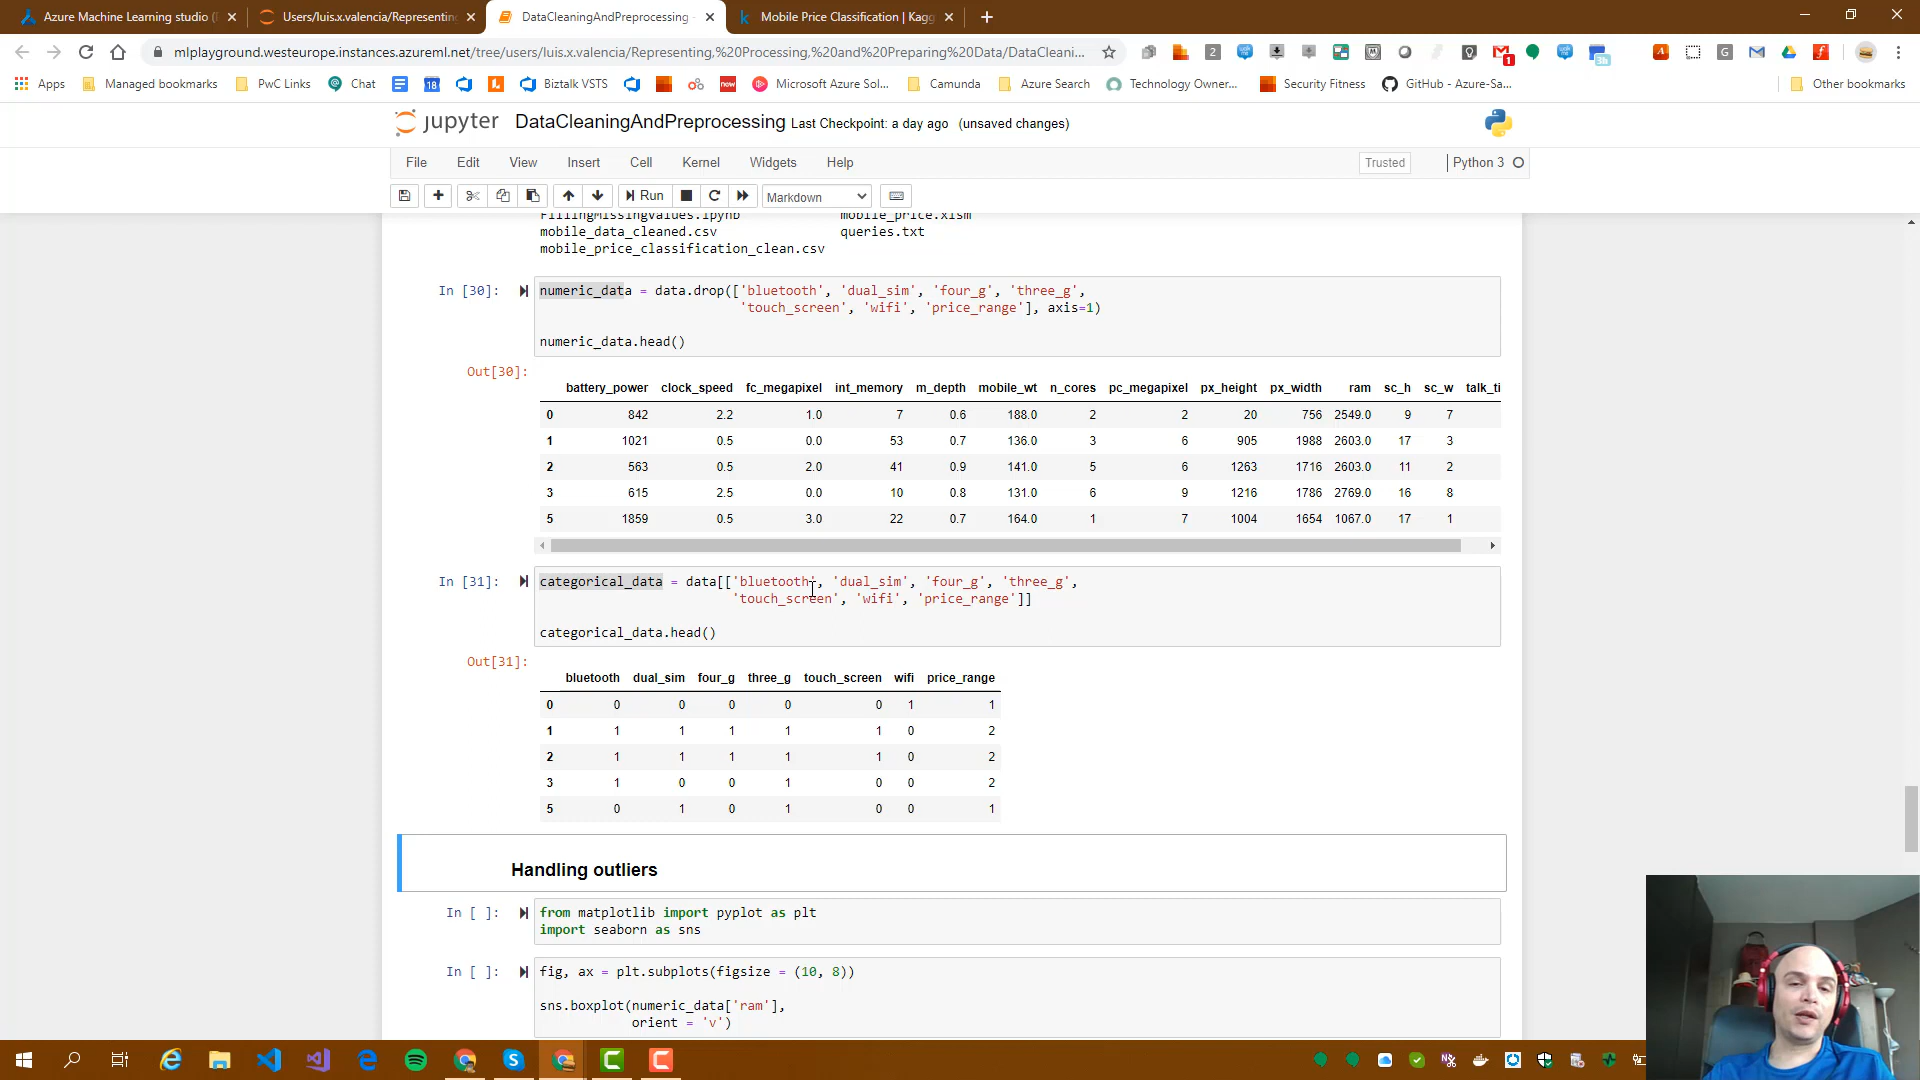 Azure Machine Learning studio (
Users/luis.x.valencia/Representin
DataCleaningAndPreprocessing
Mobile Price Classification | Kagg
mlplayground.westeurope.instances.azureml.net/tree/users/luis.x.valencia/Representing,%20Processing,%20and%20Preparing%20Data/DataCleani...
Apps
Managed bookmarks
PwC Links
Chat
Biztalk VSTS
Microsoft Azure Sol...
Camunda
Azure Search
Technology Owner...
Security Fitness
GitHub - Azure-Sa...
Other bookmarks
jupyter DataCleaningAndPreprocessing Last Checkpoint: a day ago (unsaved changes)
File Edit View Insert Cell Kernel Widgets Help Trusted Python 3
Run Markdown
FillingMissingValues.ipynb mobile_price.xlsm
mobile_data_cleaned.csv queries.txt
mobile_price_classification_clean.csv
In [30]: numeric_data = data.drop(['bluetooth', 'dual_sim', 'four_g', 'three_g',
'touch_screen', 'wifi', 'price_range'], axis=1)
numeric_data.head()
Out[30]:
battery_power clock_speed fc_megapixel int_memory m_depth mobile_wt n_cores pc_megapixel px_height px_width ram sc_h sc_w talk_ti
0 842 2.2 1.0 7 0.6 188.0 2 2 20 756 2549.0 9 7
1 1021 0.5 0.0 53 0.7 136.0 3 6 905 1988 2603.0 17 3
2 563 0.5 2.0 41 0.9 141.0 5 6 1263 1716 2603.0 11 2
3 615 2.5 0.0 10 0.8 131.0 6 9 1216 1786 2769.0 16 8
5 1859 0.5 3.0 22 0.7 164.0 1 7 1004 1654 1067.0 17 1
In [31]: categorical_data = data[['bluetooth', 'dual_sim', 'four_g', 'three_g',
'touch_screen', 'wifi', 'price_range']]
categorical_data.head()
Out[31]:
bluetooth dual_sim four_g three_g touch_screen wifi price_range
0 0 0 0 0 0 1 1
1 1 1 1 1 1 0 2
2 1 1 1 1 1 0 2
3 1 0 0 1 0 0 2
5 0 1 0 1 0 0 1
Handling outliers
In [ ]: from matplotlib import pyplot as plt
import seaborn as sns
In [ ]: fig, ax = plt.subplots(figsize = (10, 8))
sns.boxplot(numeric_data['ram'],
orient = 'v')